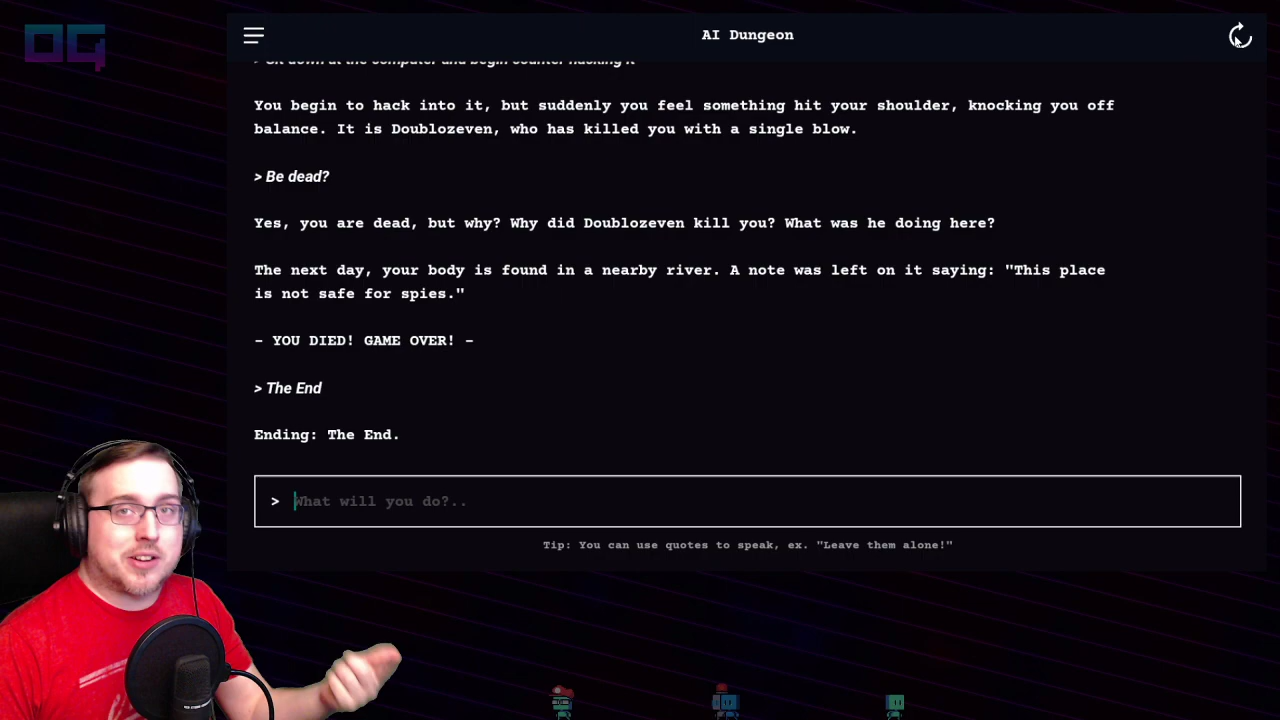 OG
AI Dungeon
You begin to hack into it, but suddenly you feel something hit your shoulder, knocking you off
balance. It is Doublozeven, who has killed you with a single blow.
> Be dead?
Yes, you are dead, but why? Why did Doublozeven kill you? What was he doing here?
The next day, your body is found in a nearby river. A note was left on it saying: "This place
is not safe for spies."
- YOU DIED! GAME OVER! -
> The End
Ending: The End.
> What will you do?..
Tip: You can use quotes to speak, ex. "Leave them alone!"